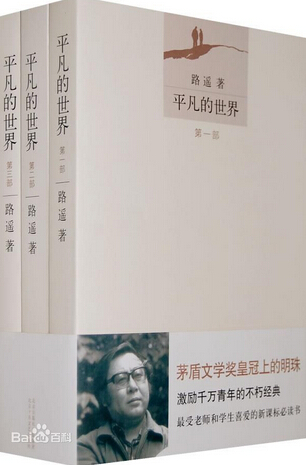 平凡的世界
第三部
路遥 著
平凡的世界
第二部
路遥 著
平凡的世界
第一部
路遥 著
路遥 著
平凡的世界
第一部
茅盾文学奖皇冠上的明珠
激励千万青年的不朽经典
最受老师和学生喜爱的新课标必读书
Bai百科